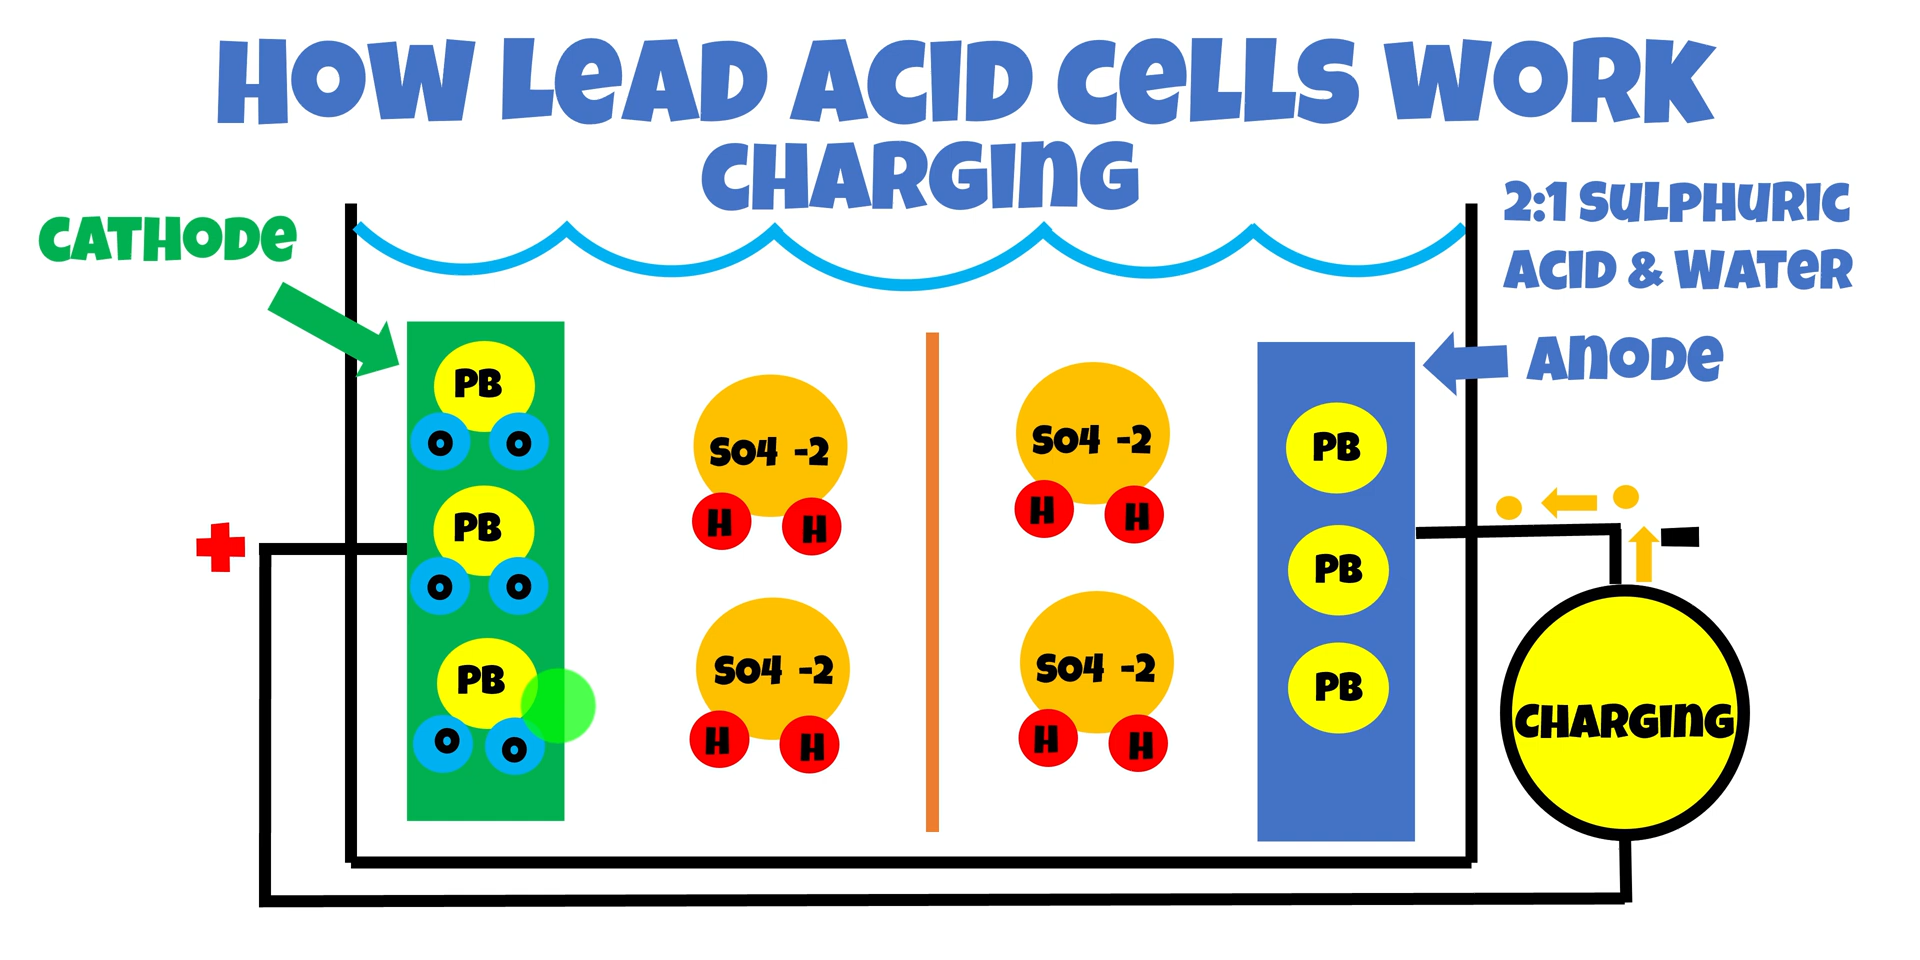 HOW LEAD ACID CELLS WORK
CHARGING
CATHODE
2:1 SULPHURIC
ACID & WATER
ANODE
PB
O O
PB
O O
PB
O O
SO4 -2
H H
SO4 -2
H H
SO4 -2
H H
SO4 -2
H H
PB
PB
PB
+
-
CHARGING